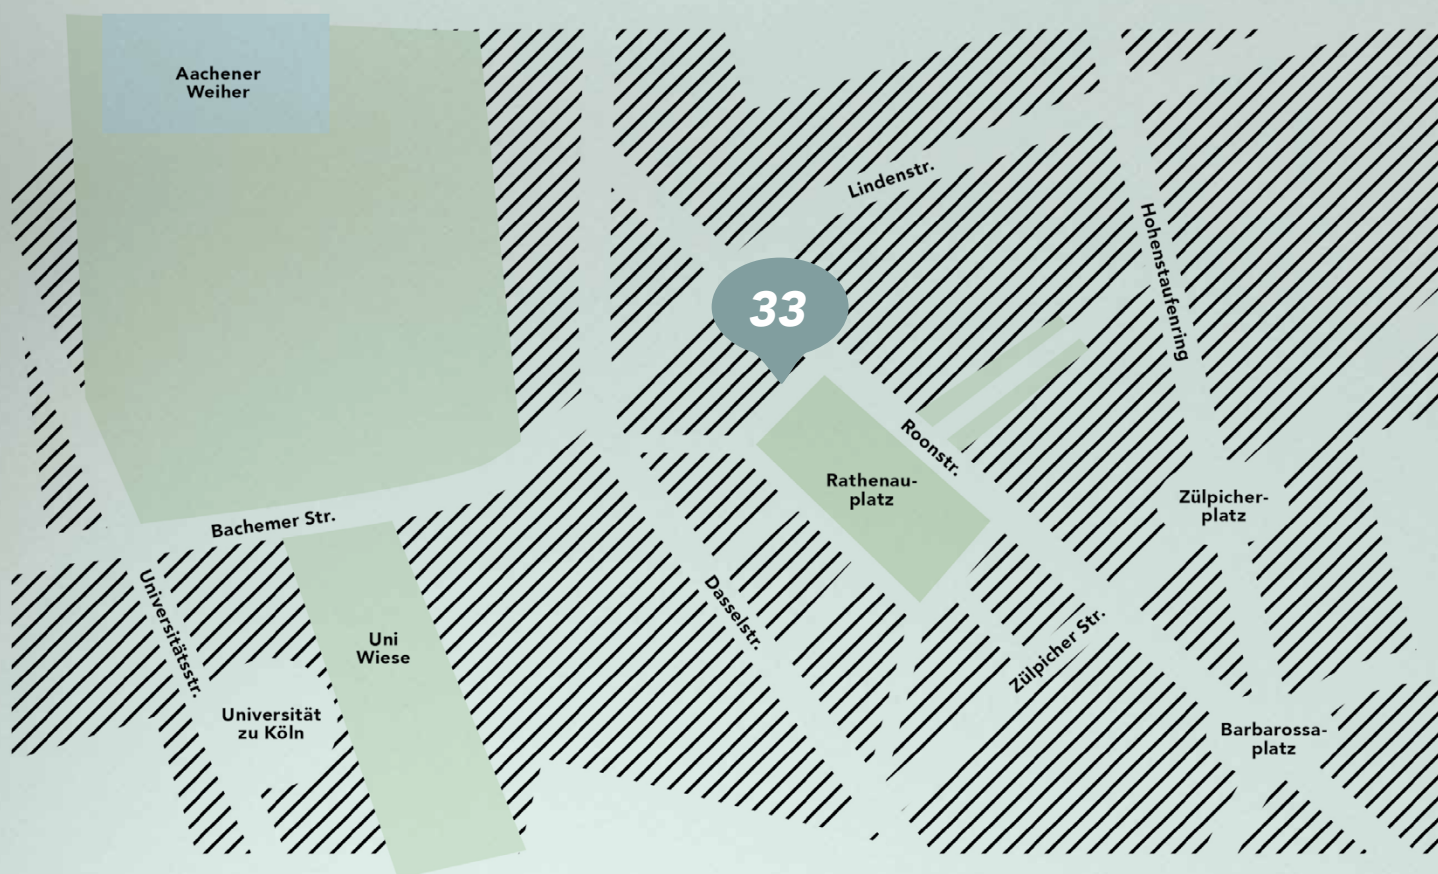 Aachener
Weiher
Lindenstr.
Hohenstaufenring
33
Roonstr.
Rathenau-
platz
Zülpicher-
platz
Bachemer Str.
Universitätsstr.
Uni
Wiese
Dasselstr.
Zülpicher Str.
Universität
zu Köln
Barbarossa-
platz